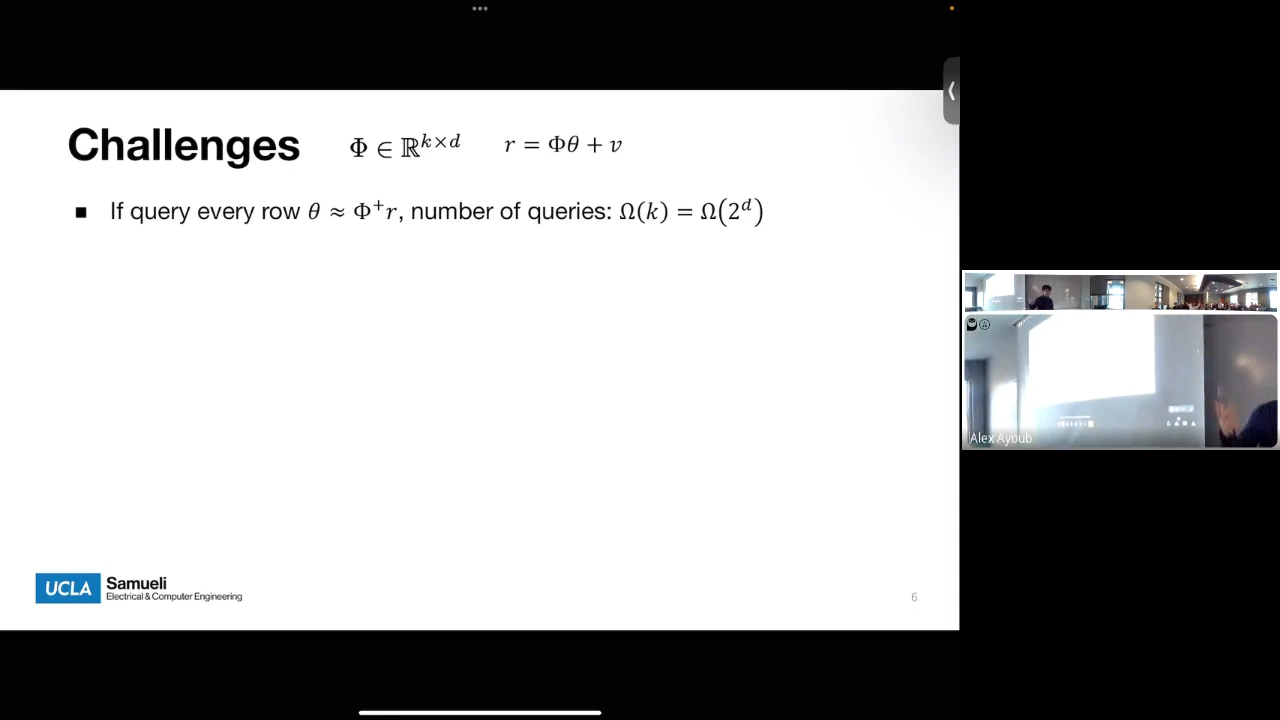 Challenges Φ ∈ ℝ^{k×d} r = Φθ + v
■ If query every row θ ≈ Φ⁺r, number of queries: Ω(k) = Ω(2^d)
UCLA Samueli
Electrical & Computer Engineering
6
Alex Ayoub